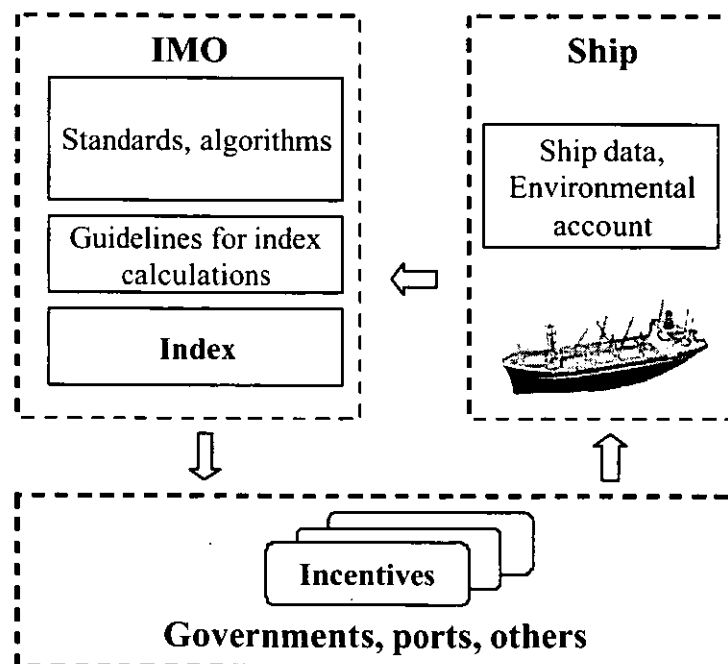 IMO
Standards, algorithms
Guidelines for index
calculations
Index
Ship
Ship data,
Environmental
account
Incentives
Governments, ports, others